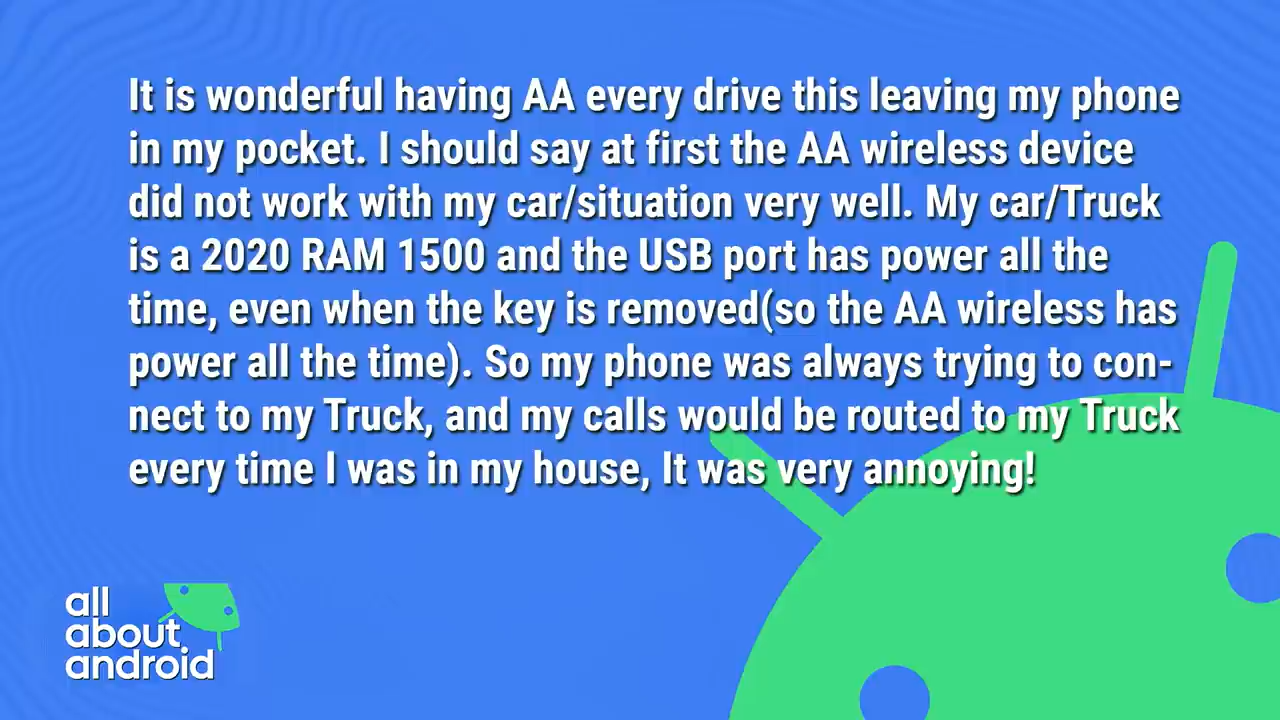 It is wonderful having AA every drive this leaving my phone
in my pocket. I should say at first the AA wireless device
did not work with my car/situation very well. My car/Truck
is a 2020 RAM 1500 and the USB port has power all the
time, even when the key is removed(so the AA wireless has
power all the time). So my phone was always trying to con-
nect to my Truck, and my calls would be routed to my Truck
every time I was in my house, It was very annoying!
all
about
android